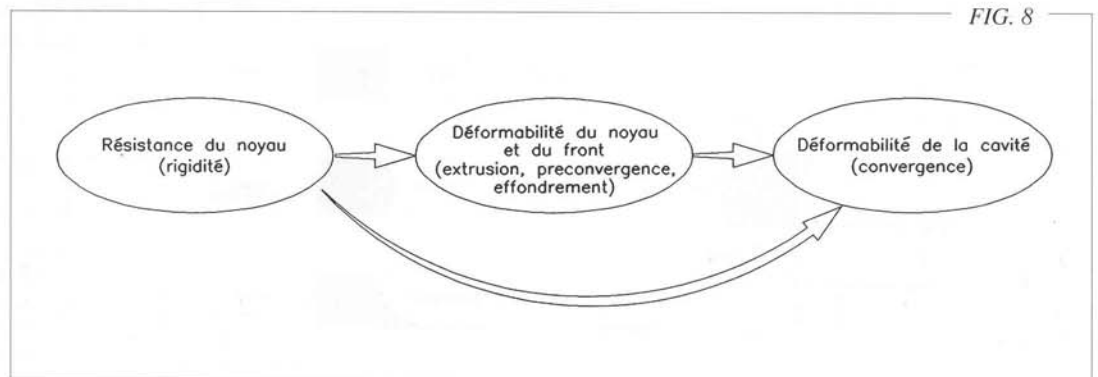 FIG. 8
Résistance du noyau
(rigidité)
Déformabilité du noyau
et du front
(extrusion, preconvergence,
effondrement)
Déformabilité de la cavité
(convergence)